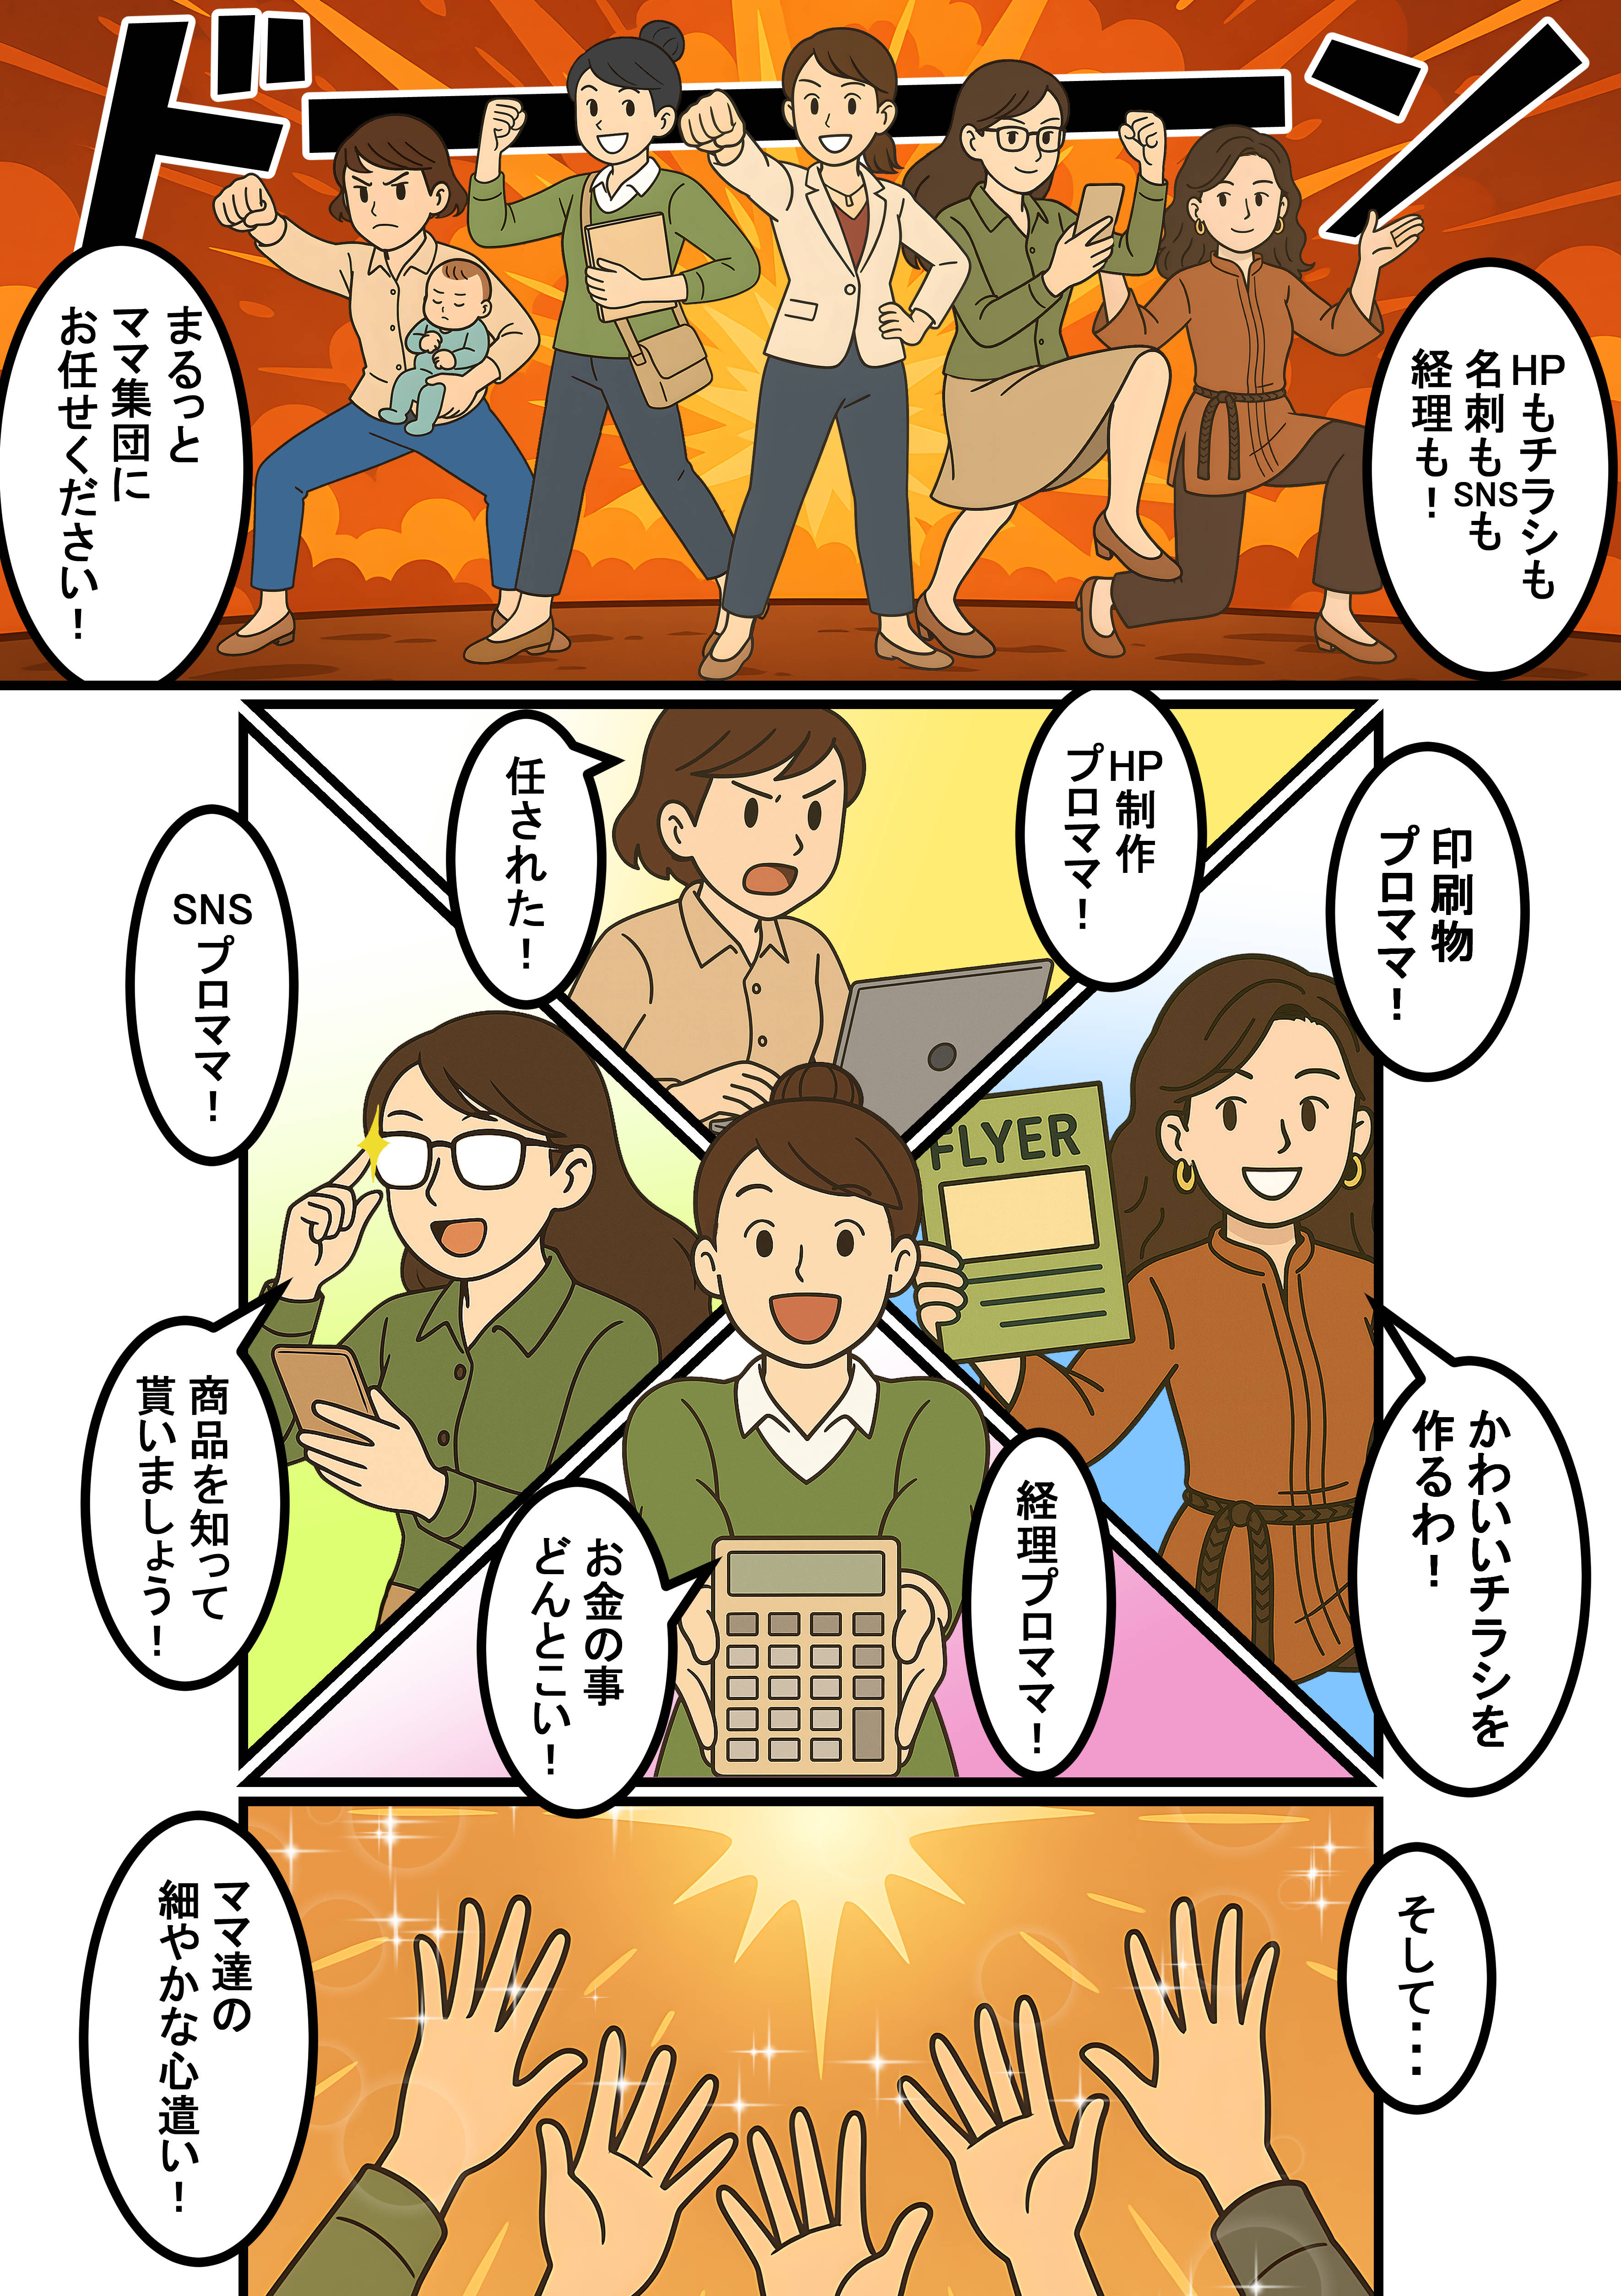 ドーーン
HPもチラシも
名刺もSNSも
経理も！
まるっと
ママ集団に
お任せください！
HP制作
プロママ！
任された！
印刷物
プロママ！
かわいいチラシを
作るわ！
FLYER
SNS
プロママ！
商品を知って
貰いましょう！
経理プロママ！
お金の事
どんとこい！
そして・・・
ママ達の
細やかな心遣い！